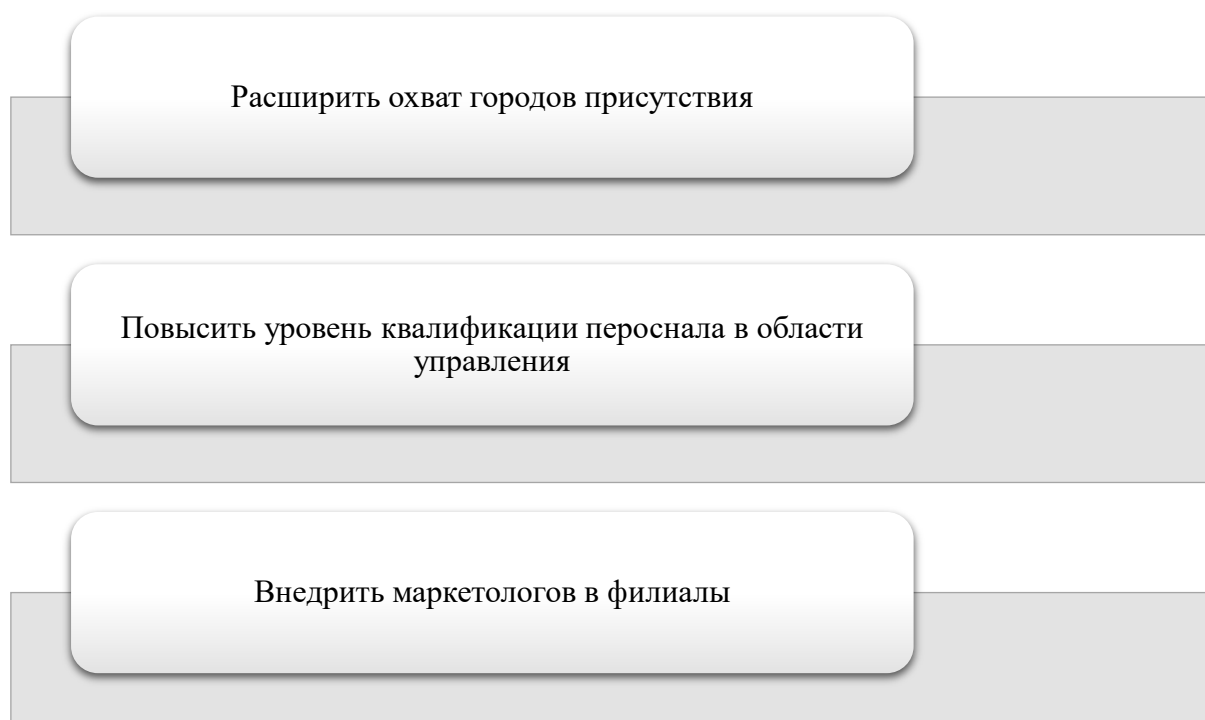 Расширить охват городов присутствия
Повысить уровень квалификации пероснала в области
управления
Внедрить маркетологов в филиалы